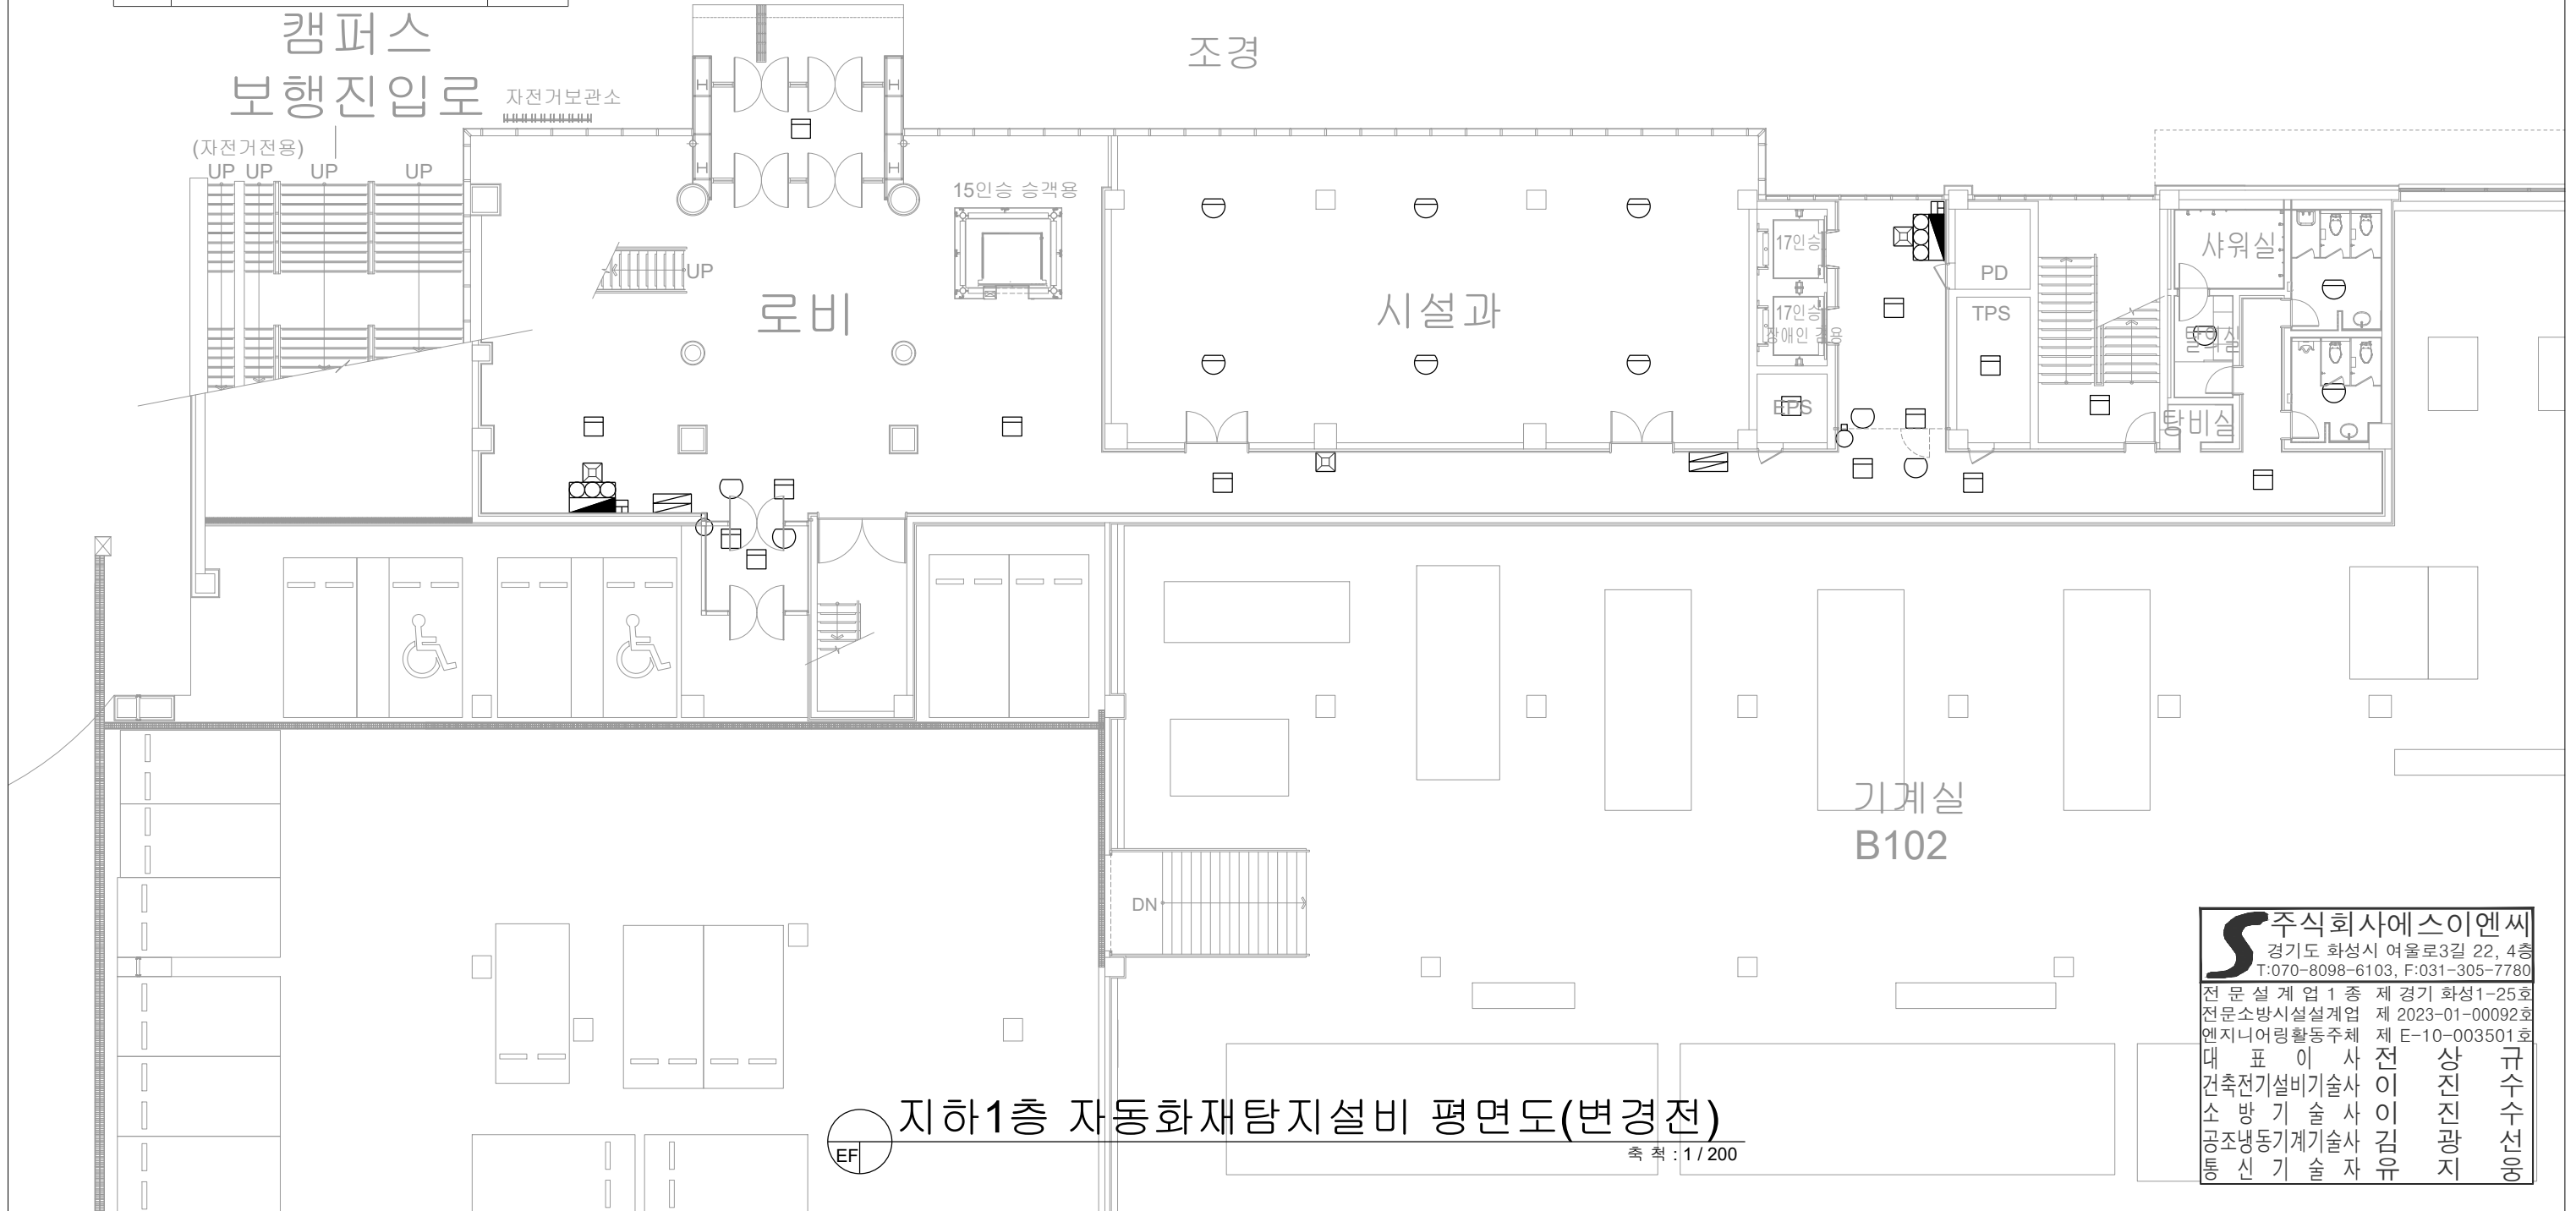 캠퍼스
보행진입로
자전거보관소
(자전거전용)
UP UP UP UP
조경
15인승 승객용
UP
로비
시설과
17인승
17인승
장애인 겸용
EPS
PD
TPS
샤워실
탈의실
탕비실
기계실
B102
DN
지하1층 자동화재탐지설비 평면도(변경전)
EF
축 척 : 1 / 200
주식회사에스이엔씨
경기도 화성시 여울로3길 22, 4층
T:070-8098-6103, F:031-305-7780
전 문 설 계 업 1 종 제 경기 화성1-25호
전문소방시설설계업 제 2023-01-00092호
엔지니어링활동주체 제 E-10-003501호
대 표 이 사 전 상 규
건축전기설비기술사 이 진 수
소 방 기 술 사 이 진 수
공조냉동기계기술사 김 광 선
통 신 기 술 자 유 지 웅